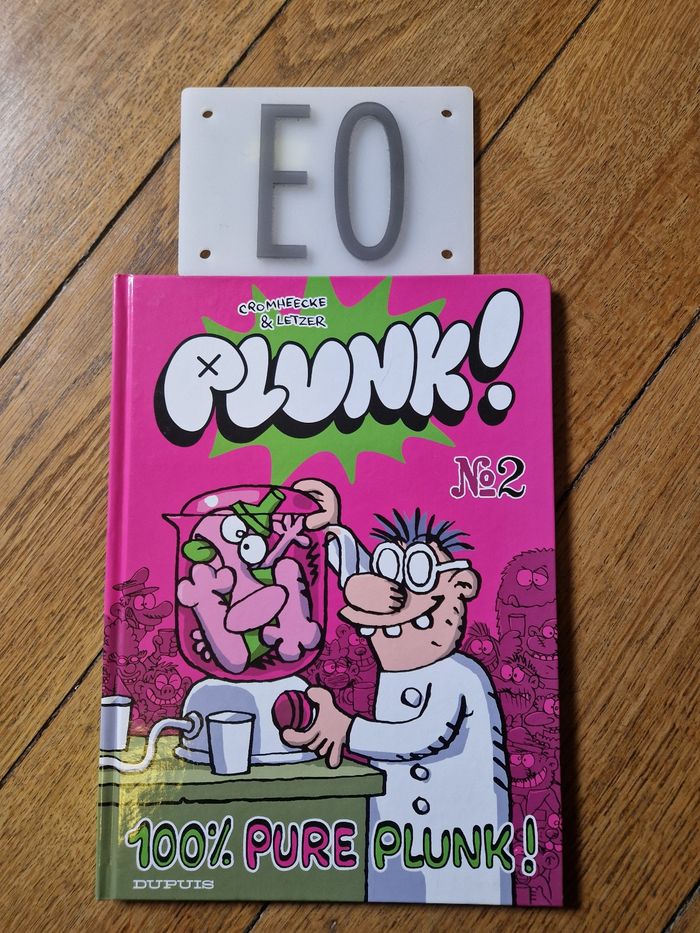 EO
CROMHEECKE
& LETZER
PLUNK!
No2
100% PURE PLUNK!
DUPUIS